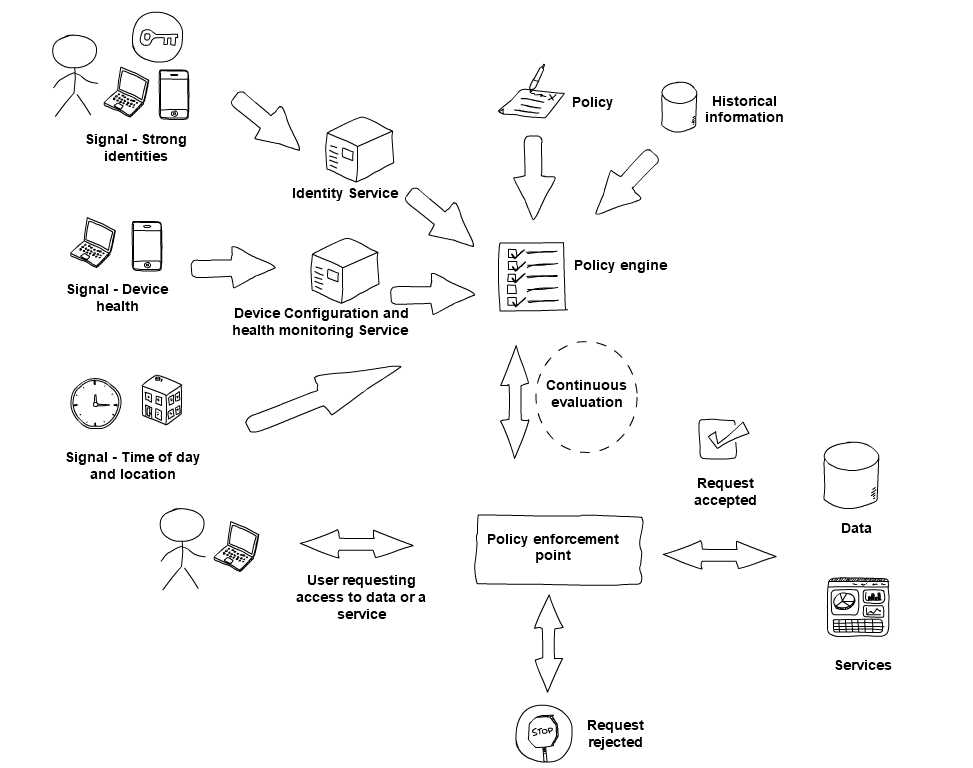 Policy
Historical
information
Signal - Strong
identities
Identity Service
Policy engine
Signal - Device
health
Device Configuration and
health monitoring Service
Continuous
evaluation
Signal - Time of day
and location
Request
accepted
Data
Policy enforcement
point
User requesting
access to data or a
service
Services
STOP
Request
rejected